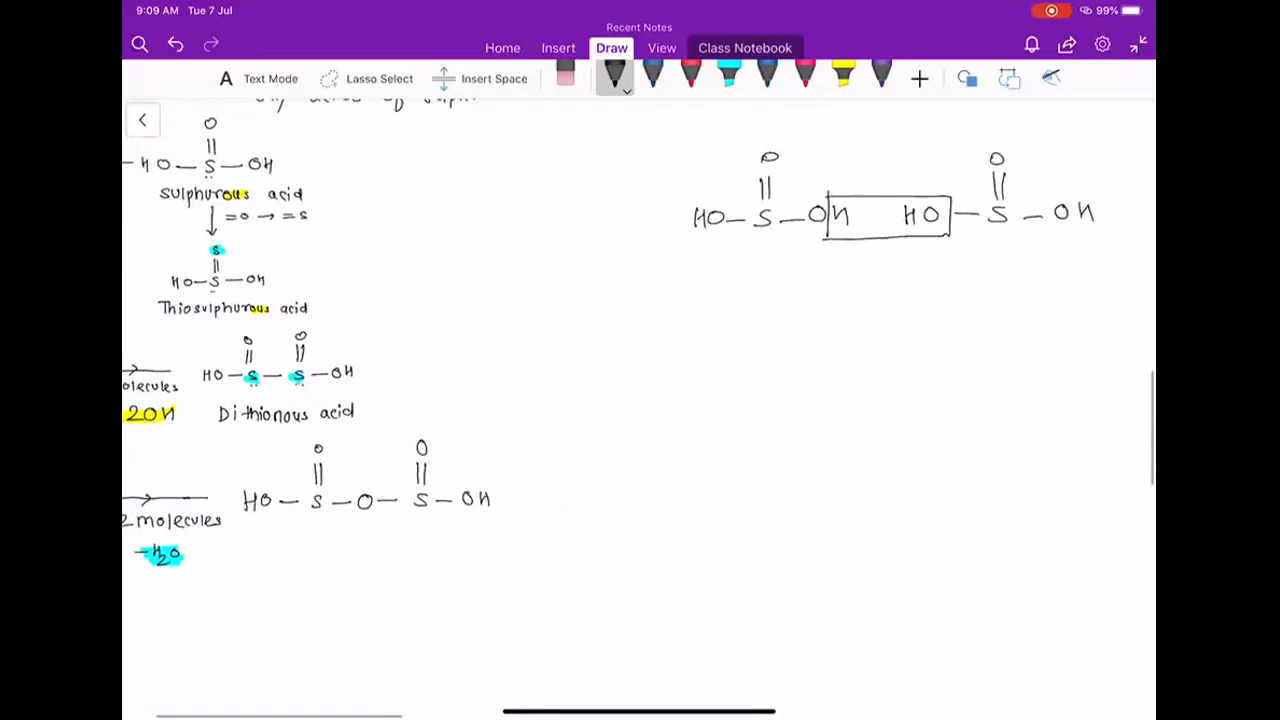 9:09 AM Tue 7 Jul
99%
Recent Notes
Home Insert Draw View Class Notebook
Text Mode Lasso Select Insert Space
O
HO — S — OH
Sulphurous acid
=O → =S
S
HO — S — OH
Thiosulphurous acid
O O
HO — S — S — OH
olecules
2OH Dithionous acid
O O
HO — S — O — S — OH
2 molecules
-H2O
O O
HO — S — OH HO — S — OH